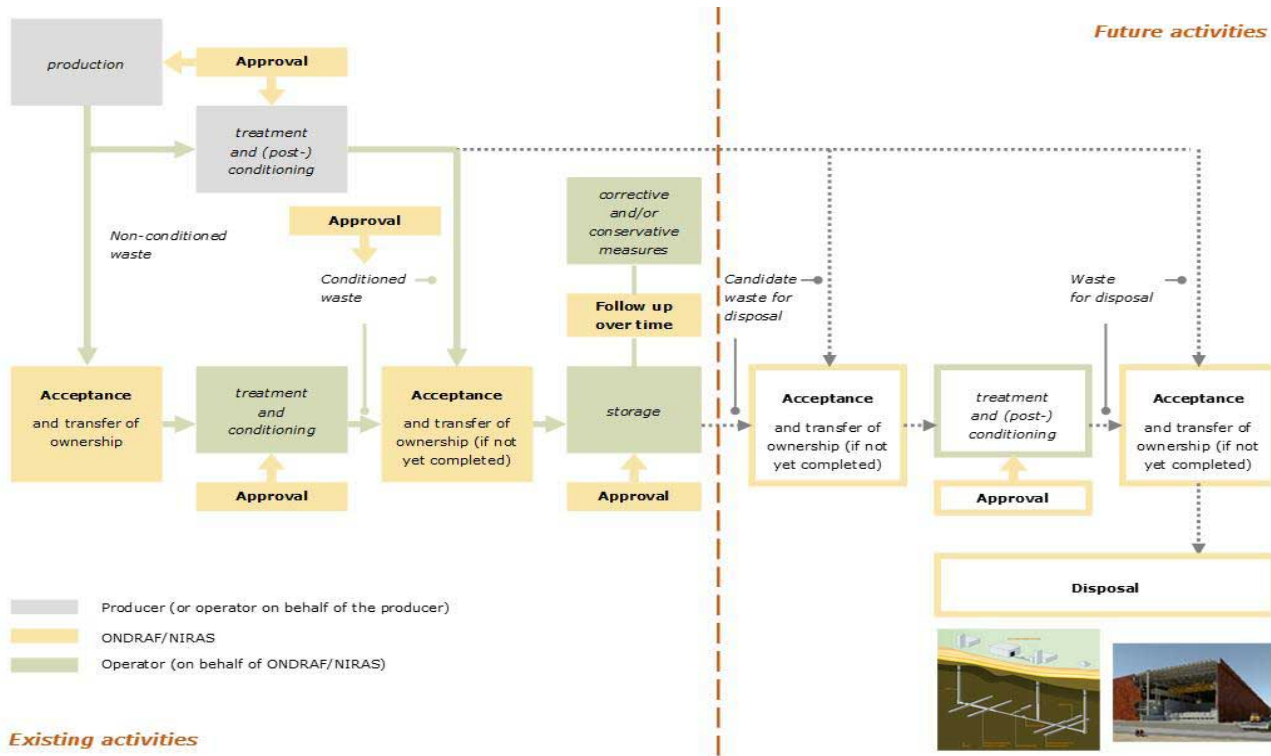 Future activities
production
Approval
treatment
and (post-)
conditioning
Non-conditioned
waste
Approval
Conditioned
waste
corrective
and/or
conservative
measures
Follow up
over time
Candidate
waste for
disposal
Waste
for disposal
Acceptance
and transfer of
ownership
treatment
and
conditioning
Approval
Acceptance
and transfer of
ownership (if not
yet completed)
storage
Approval
Acceptance
and transfer of
ownership (if not
yet completed)
treatment
and (post-)
conditioning
Approval
Acceptance
and transfer of
ownership (if not
yet completed)
Disposal
Producer (or operator on behalf of the producer)
ONDRAF/NIRAS
Operator (on behalf of ONDRAF/NIRAS)
Existing activities